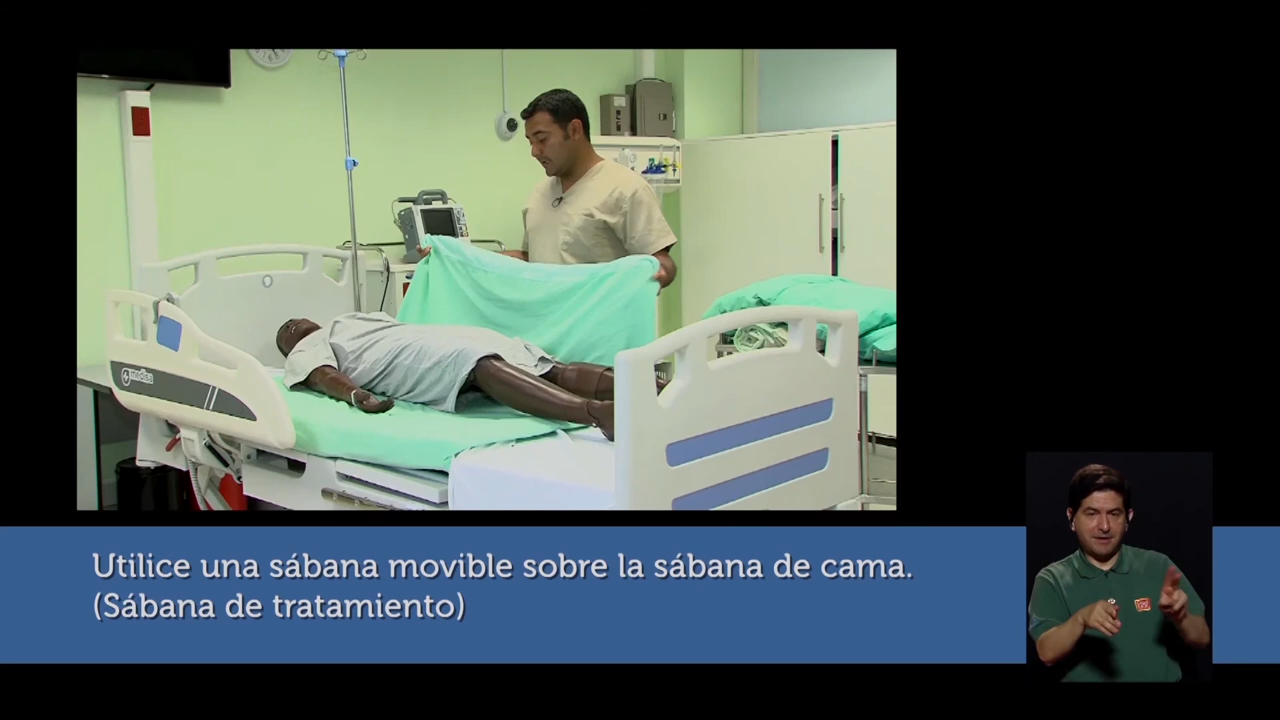 Utilice una sábana movible sobre la sábana de cama.
(Sábana de tratamiento)